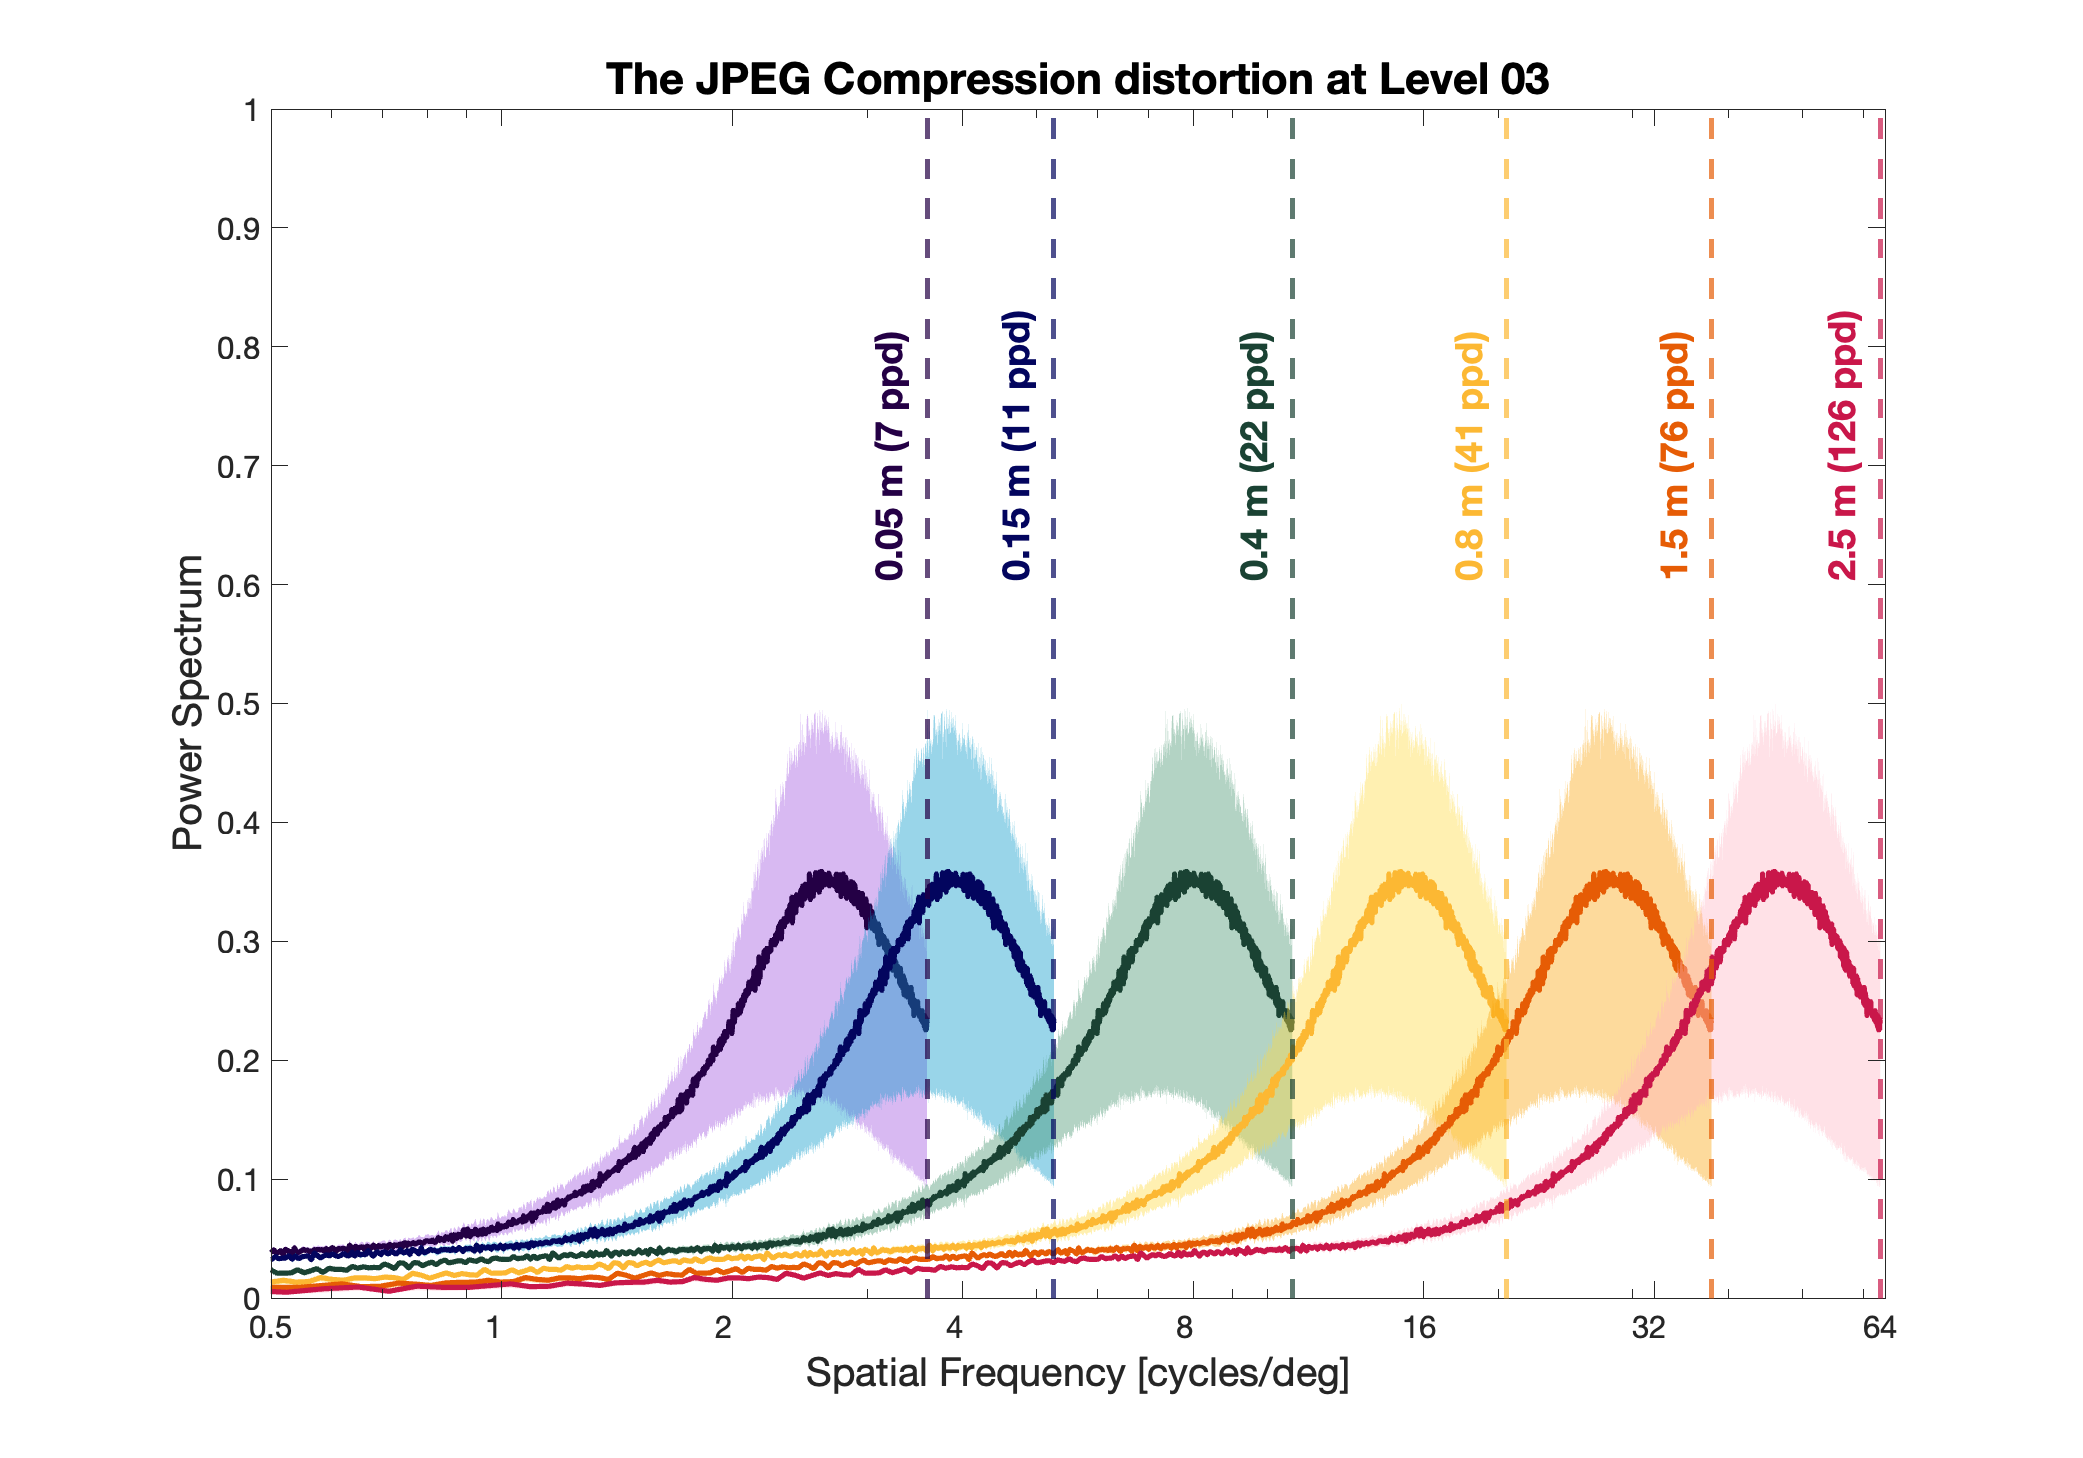 The JPEG Compression distortion at Level 03
Power Spectrum
1
0.9
0.8
0.7
0.6
0.5
0.4
0.3
0.2
0.1
0
0.05 m (7 ppd)
0.15 m (11 ppd)
0.4 m (22 ppd)
0.8 m (41 ppd)
1.5 m (76 ppd)
2.5 m (126 ppd)
0.5 1 2 4 8 16 32 64
Spatial Frequency [cycles/deg]